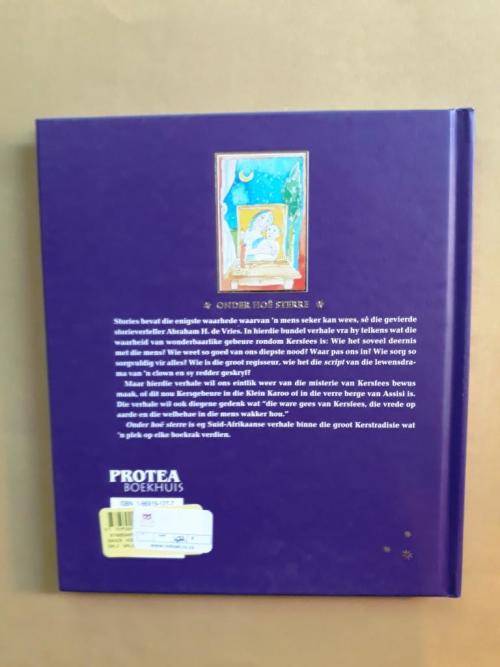 ONDER HOË STERRE
Stories bevat die enigste waarhede waarvan 'n mens seker kan wees, sê die gevierde
storieverteller Abraham H. de Vries. In hierdie bundel verhale vra hy telkens wat die
waarheid van wonderbaarlike gebeure rondom Kersfees is: Wie het soveel deernis
met die mens? Wie weet so goed van ons diepste nood? Waar pas ons in? Wie sorg so
sorgvuldig vir alles? Wie is die groot regisseur, wie het die script van die lewensdra-
ma van 'n clown en sy redder geskryf?
Maar hierdie verhale wil ons eintlik weer van die misterie van Kersfees bewus
maak, of dit nou Kersgebeure in die Klein Karoo of in die verre berge van Assisi is.
Die verhale wil ook diegene gedenk wat "die ware gees van Kersfees, die vrede op
aarde en die welbehae in die mens wakker hou."
Onder hoë sterre is eg Suid-Afrikaanse verhale binne die groot Kerstradisie wat
'n plek op elke boekrak verdien.
PROTEA
BOEKHUIS